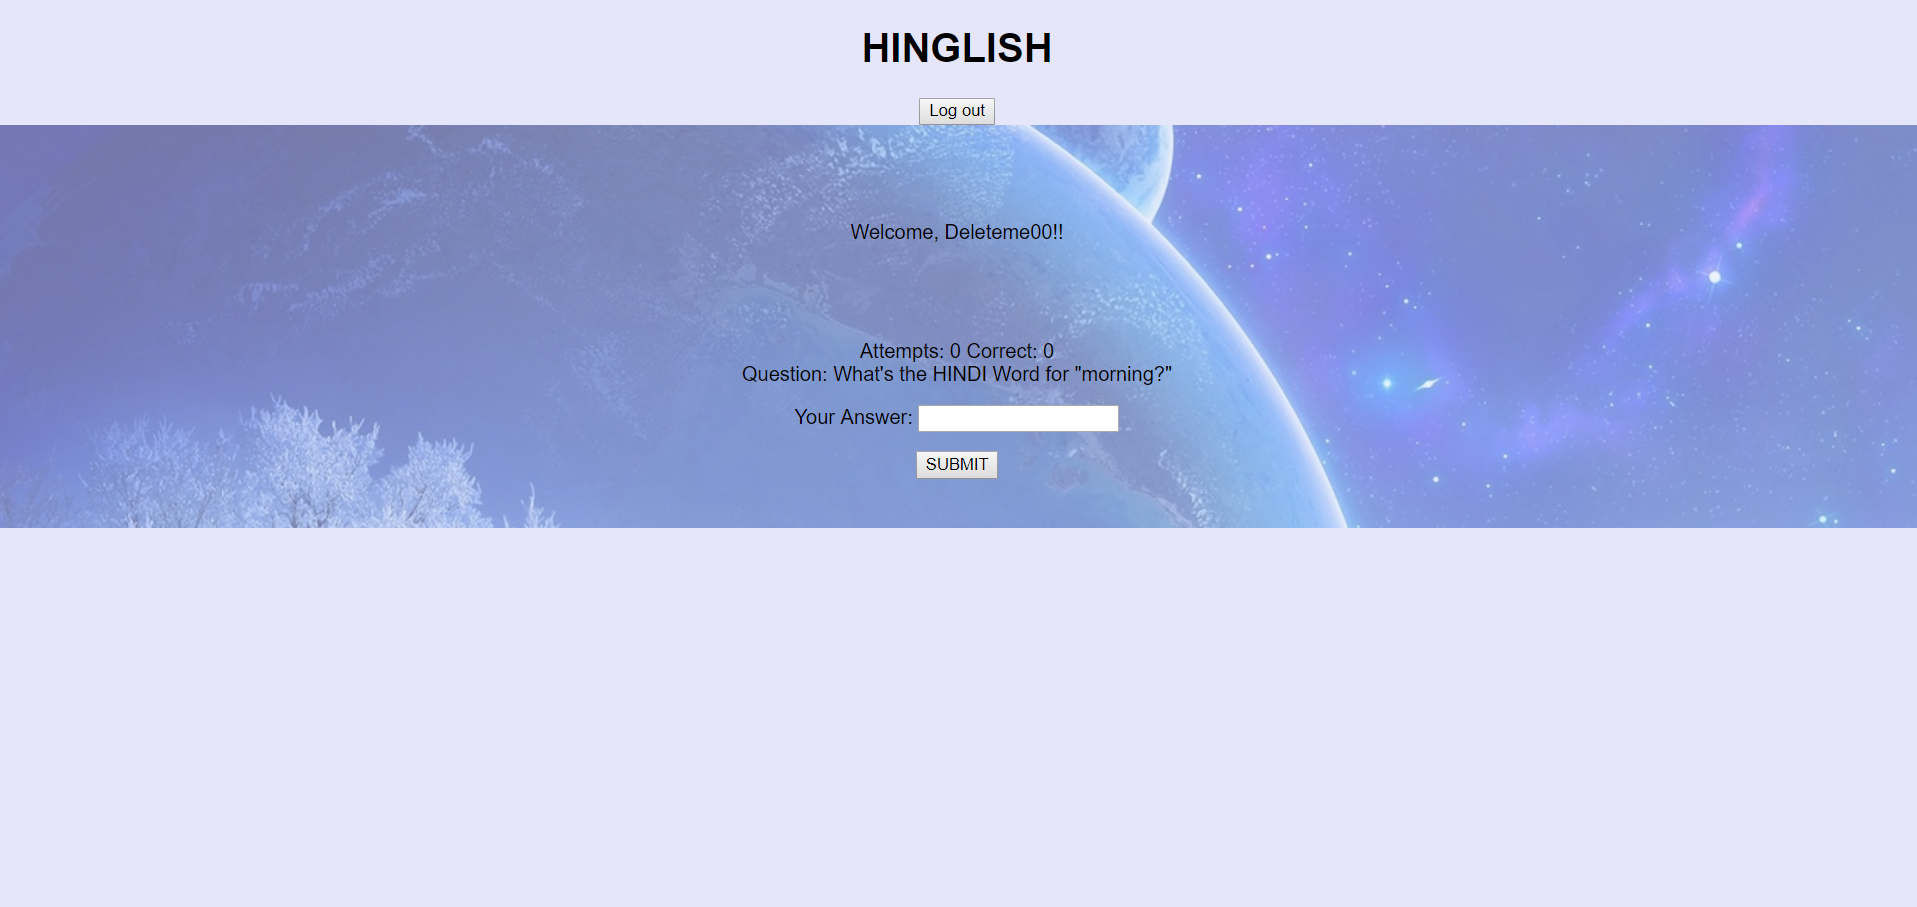 HINGLISH
Log out
Welcome, Deleteme00!!
Attempts: 0 Correct: 0
Question: What's the HINDI Word for "morning?"
Your Answer:
SUBMIT